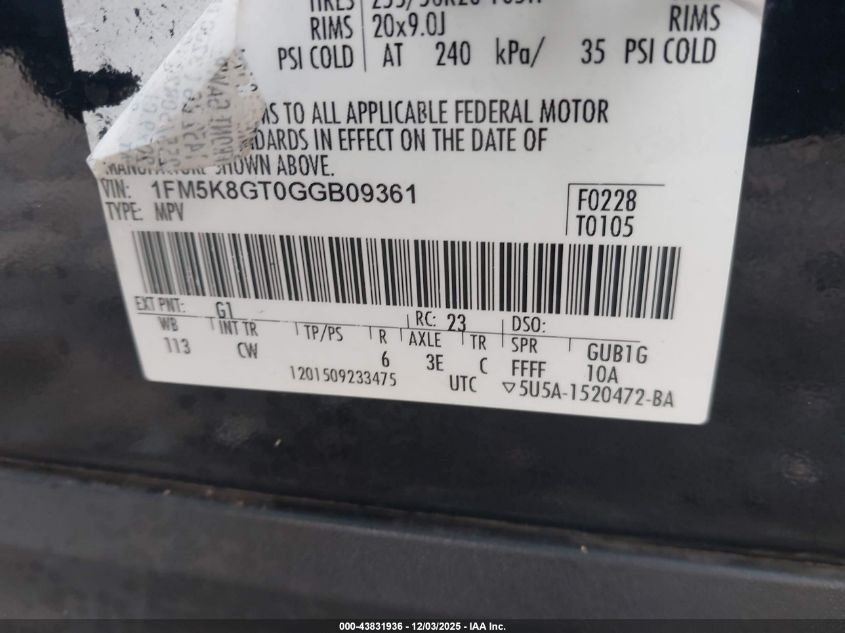 RIMS 20x9.0J RIMS
PSI COLD AT 240 kPa/ 35 PSI COLD
MS TO ALL APPLICABLE FEDERAL MOTOR
NDARDS IN EFFECT ON THE DATE OF
SHOWN ABOVE.
VIN: 1FM5K8GT0GGB09361
TYPE: MPV
F0228
T0105
EXT PNT: G1 RC: 23 DSO:
WB INT TR TP/PS R AXLE TR SPR GUB1G
113 CW 6 3E C FFFF 10A
1201509233475 UTC ▽5U5A-1520472-BA
000-43831936 - 12/03/2025 - IAA Inc.